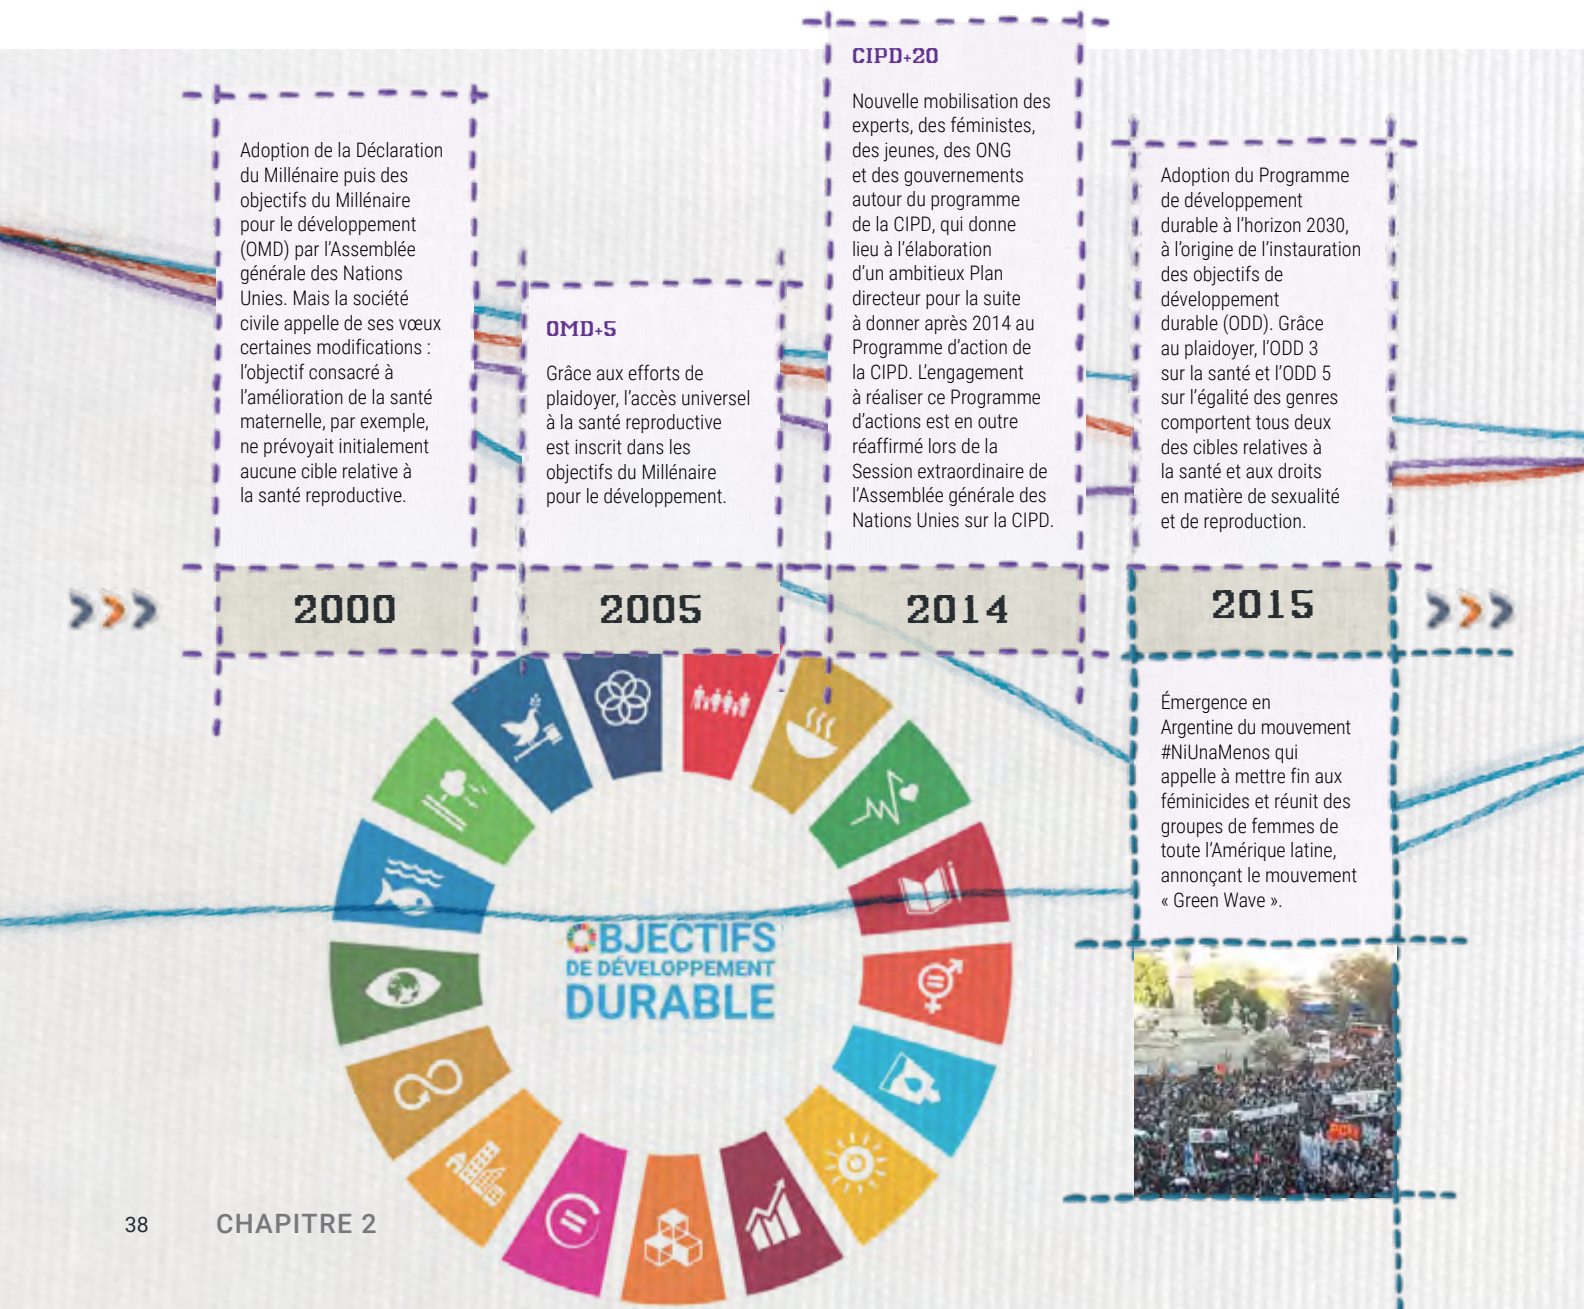 Adoption de la Déclaration
du Millénaire puis des
objectifs du Millénaire
pour le développement
(OMD) par l’Assemblée
générale des Nations
Unies. Mais la société
civile appelle de ses vœux
certaines modifications :
l’objectif consacré à
l’amélioration de la santé
maternelle, par exemple,
ne prévoyait initialement
aucune cible relative à
la santé reproductive.
2000
OMD+5
Grâce aux efforts de
plaidoyer, l’accès universel
à la santé reproductive
est inscrit dans les
objectifs du Millénaire
pour le développement.
2005
CIPD+20
Nouvelle mobilisation des
experts, des féministes,
des jeunes, des ONG
et des gouvernements
autour du programme
de la CIPD, qui donne
lieu à l’élaboration
d’un ambitieux Plan
directeur pour la suite
à donner après 2014 au
Programme d’action de
la CIPD. L’engagement
à réaliser ce Programme
d’actions est en outre
réaffirmé lors de la
Session extraordinaire de
l’Assemblée générale des
Nations Unies sur la CIPD.
2014
Adoption du Programme
de développement
durable à l’horizon 2030,
à l’origine de l’instauration
des objectifs de
développement
durable (ODD). Grâce
au plaidoyer, l’ODD 3
sur la santé et l’ODD 5
sur l’égalité des genres
comportent tous deux
des cibles relatives à
la santé et aux droits
en matière de sexualité
et de reproduction.
2015
Émergence en
Argentine du mouvement
#NiUnaMenos qui
appelle à mettre fin aux
féminicides et réunit des
groupes de femmes de
toute l’Amérique latine,
annonçant le mouvement
« Green Wave ».
OBJECTIFS
DE DÉVELOPPEMENT
DURABLE
38 CHAPITRE 2